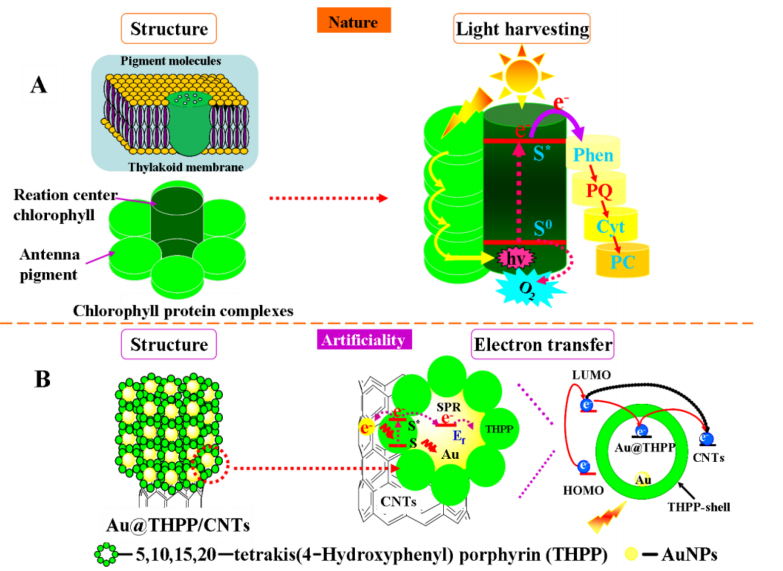 Nature
Structure
Light harvesting
A
Pigment molecules
Thylakoid membrane
Reation center
chlorophyll
Antenna
pigment
Chlorophyll protein complexes
e⁻
e⁻
S*
Phen
PQ
Cyt
PC
S⁰
hv
O₂
Artificiality
Structure
Electron transfer
B
Au@THPP/CNTs
SPR
e⁻
e⁻
e⁻
S*
S
E_f
Au
THPP
CNTs
LUMO
e⁻
e⁻
e⁻
Au@THPP
CNTs
e⁻
HOMO
Au
THPP-shell
5,10,15,20—tetrakis(4-Hydroxyphenyl) porphyrin (THPP)
AuNPs